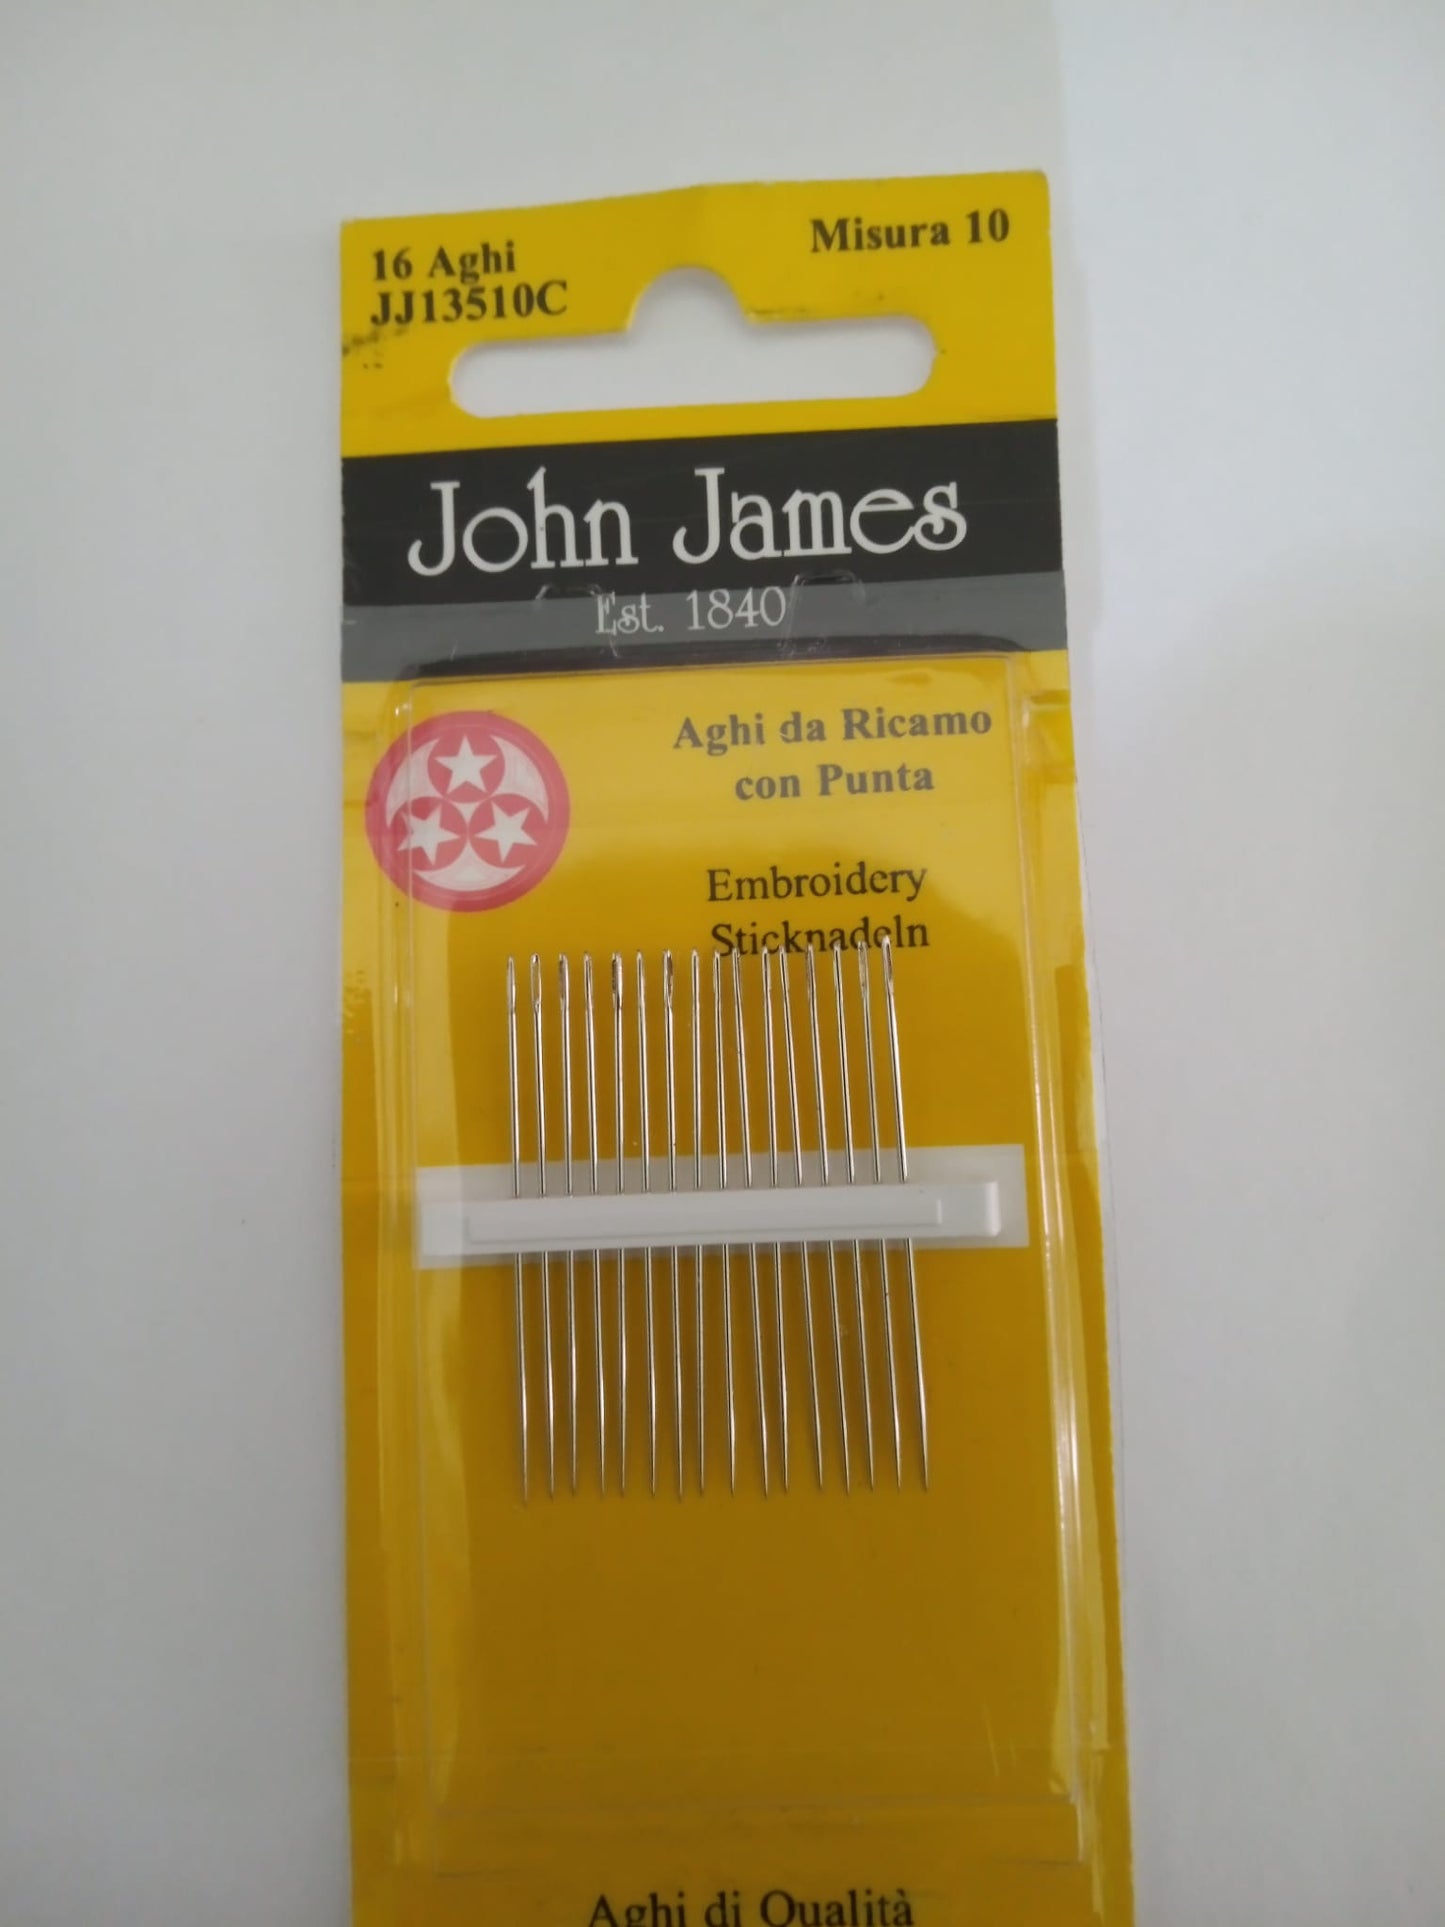 16 Aghi
JJ13510C
Misura 10
John James
Est. 1840
Aghi da Ricamo
con Punta
Embroidery
Sticknadeln
Aghi di Qualità